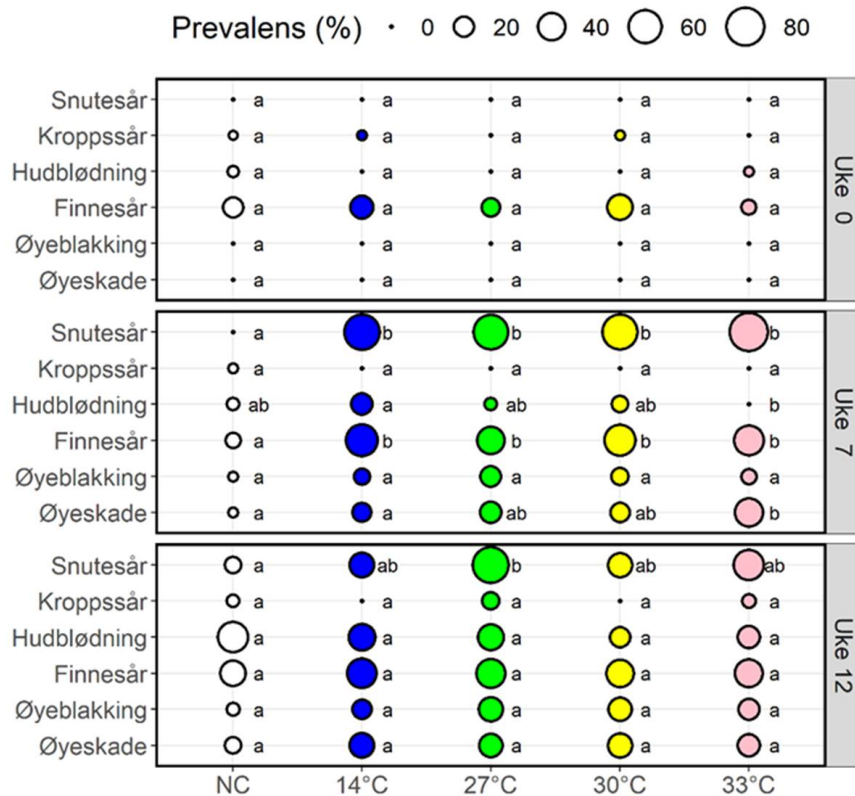 Prevalens (%) 0 20 40 60 80
Snutesår a a a a a
Kroppssår a a a a a
Hudblødning a a a a a
Finnesår a a a a a
Øyeblakking a a a a a
Øyeskade a a a a a
Uke 0
Snutesår a b b b b
Kroppssår a a a a a
Hudblødning ab a ab ab b
Finnesår a b b b b
Øyeblakking a a a a a
Øyeskade a a ab ab b
Uke 7
Snutesår a ab b ab ab
Kroppssår a a a a a
Hudblødning a a a a a
Finnesår a a a a a
Øyeblakking a a a a a
Øyeskade a a a a a
Uke 12
NC 14°C 27°C 30°C 33°C